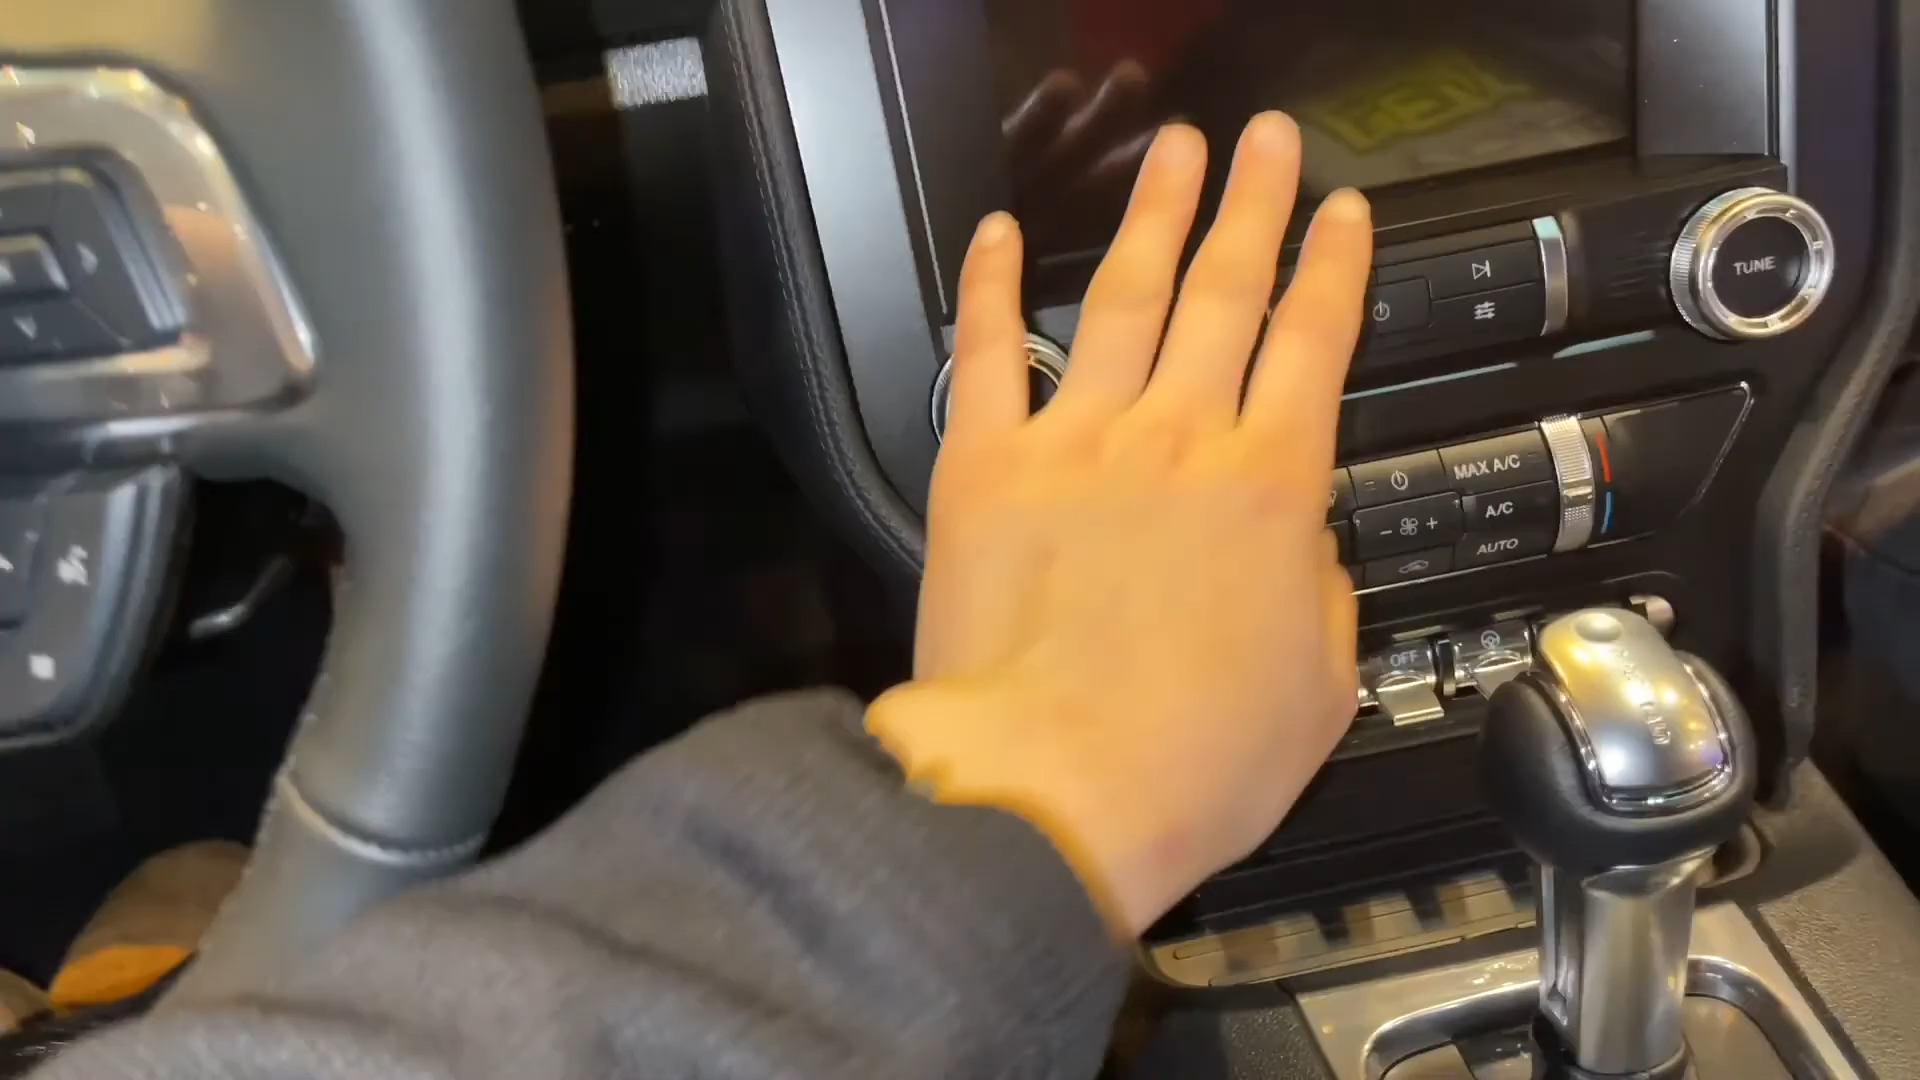 TUNE
MAX A/C
A/C
- +
AUTO
OFF